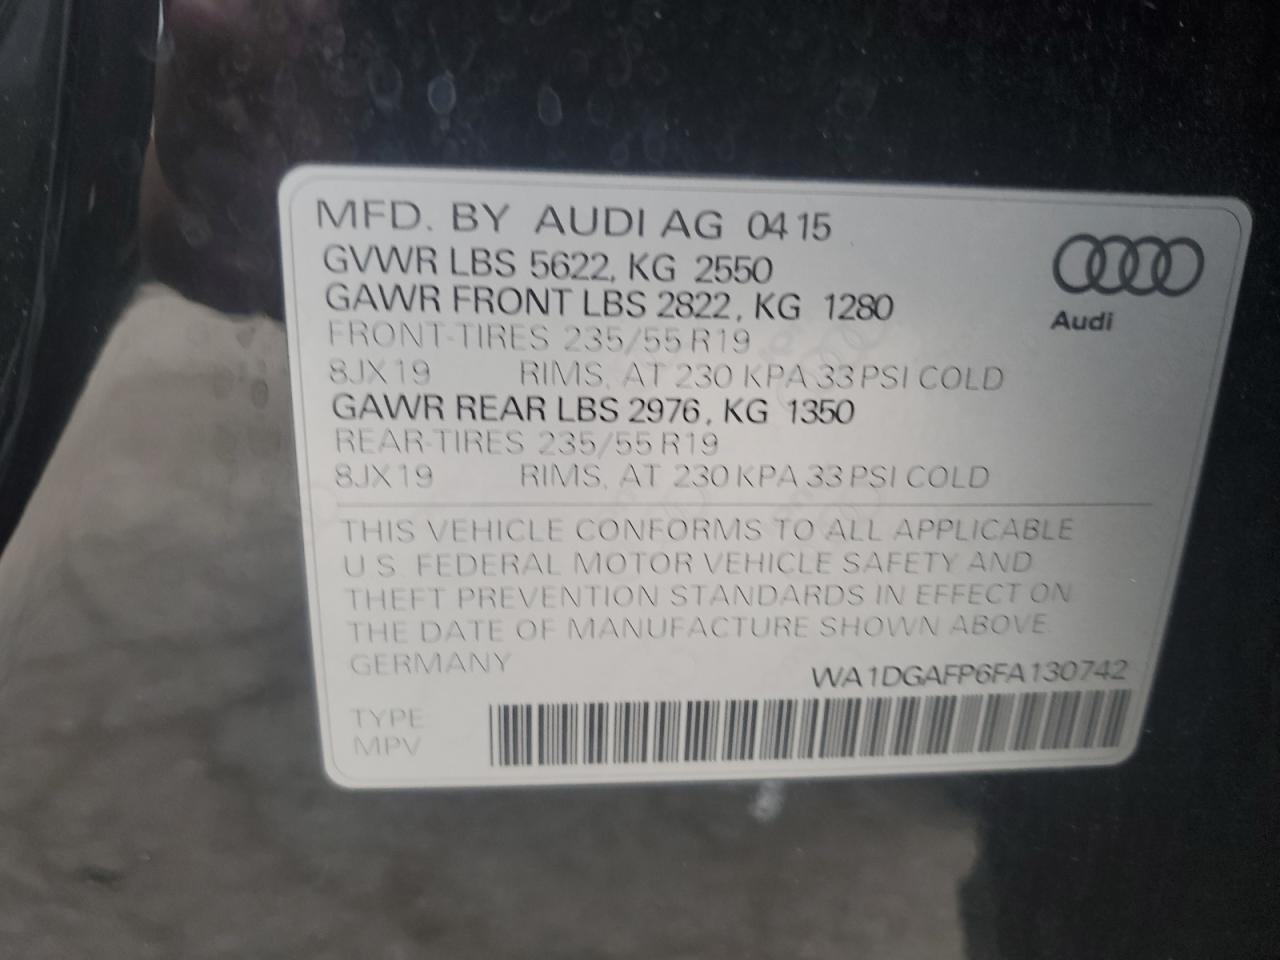 MFD. BY AUDI AG 04 15
GVWR LBS 5622, KG 2550
GAWR FRONT LBS 2822, KG 1280
FRONT-TIRES 235/55 R19
8JX19 RIMS, AT 230 KPA 33 PSI COLD
GAWR REAR LBS 2976, KG 1350
REAR-TIRES 235/55 R19
8JX19 RIMS, AT 230 KPA 33 PSI COLD
Audi
THIS VEHICLE CONFORMS TO ALL APPLICABLE
U S FEDERAL MOTOR VEHICLE SAFETY AND
THEFT PREVENTION STANDARDS IN EFFECT ON
THE DATE OF MANUFACTURE SHOWN ABOVE.
GERMANY
WA1DGAFP6FA130742
TYPE
MPV